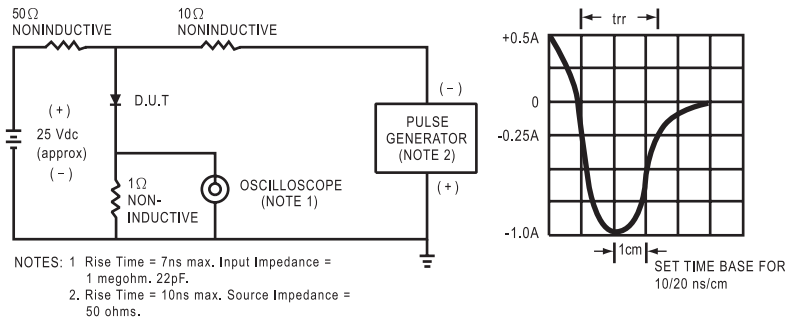 50Ω
NONINDUCTIVE
10Ω
NONINDUCTIVE
trr
+0.5A
0
-0.25A
-1.0A
(+)
25 Vdc
(approx)
(−)
D.U.T
1Ω
NON-
INDUCTIVE
OSCILLOSCOPE
(NOTE 1)
(−)
PULSE
GENERATOR
(NOTE 2)
(+)
1cm
SET TIME BASE FOR
10/20 ns/cm
NOTES: 1 Rise Time = 7ns max. Input Impedance =
1 megohm. 22pF.
2. Rise Time = 10ns max. Source Impedance =
50 ohms.